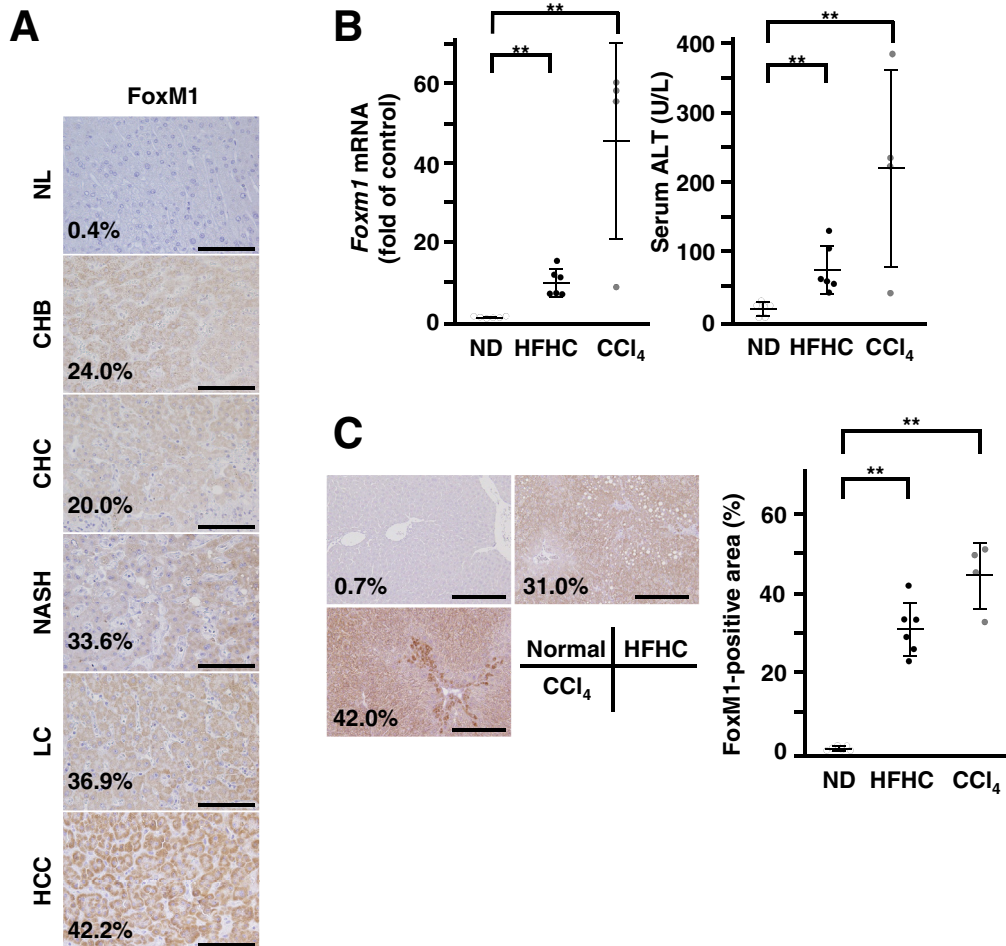 A
FoxM1
NL
0.4%
CHB
24.0%
CHC
20.0%
NASH
33.6%
LC
36.9%
HCC
42.2%
B
Foxm1 mRNA
(fold of control)
60
40
20
0
**
**
ND HFHC CCl₄
Serum ALT (U/L)
400
300
200
100
0
**
**
ND HFHC CCl₄
C
0.7%
31.0%
42.0%
Normal HFHC
CCl₄
FoxM1-positive area (%)
60
40
20
0
**
**
ND HFHC CCl₄